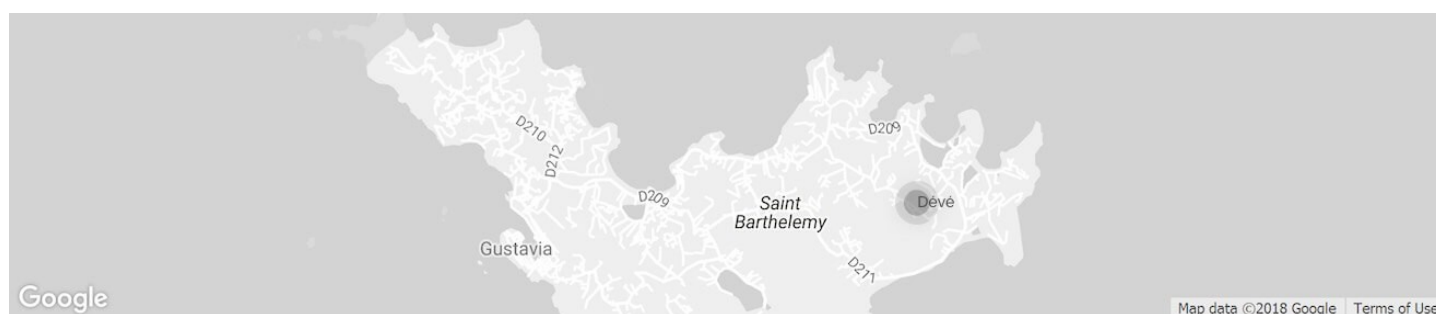 D210
D212
D209
D209
Saint
Barthelemy
Dévé
Gustavia
D211
Google
Map data ©2018 Google
Terms of Use